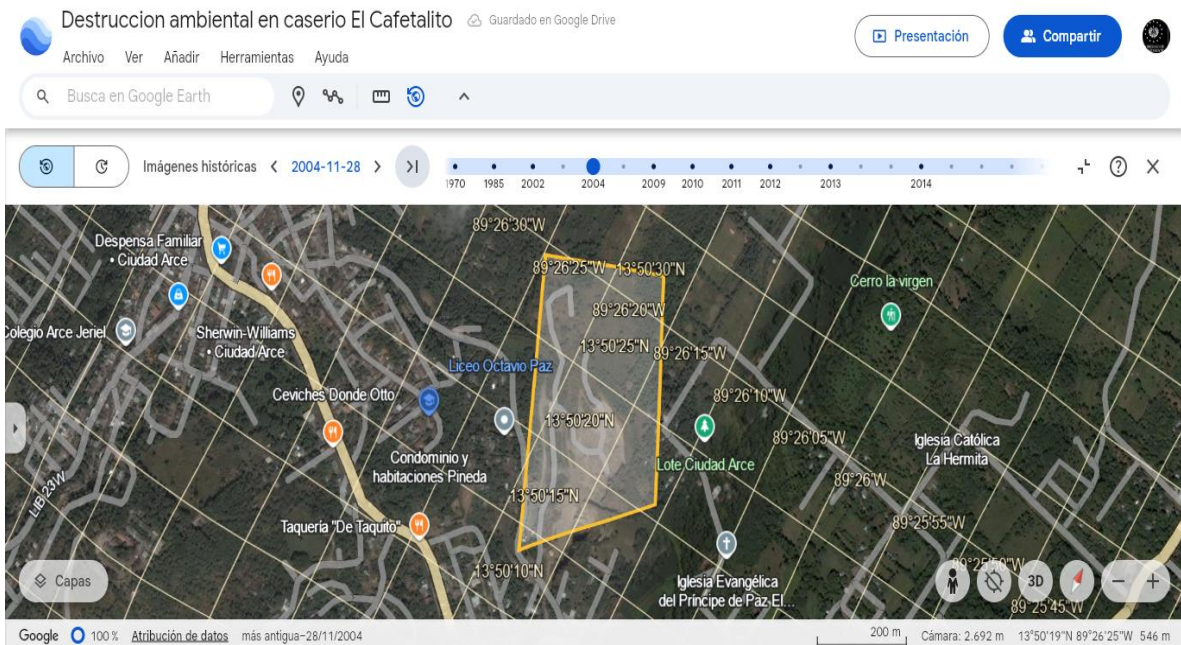 Destruccion ambiental en caserio El Cafetalito
Guardado en Google Drive
Archivo Ver Añadir Herramientas Ayuda
Presentación
Compartir
Busca en Google Earth
Imágenes históricas
2004-11-28
1970 1985 2002 2004 2009 2010 2011 2012 2013 2014
89°26'30"W
Despensa Familiar
• Ciudad Arce
89°26'25"W
13°50'30"N
Cerro la virgen
89°26'20"W
Colegio Arce Jeriel
Sherwin-Williams
• Ciudad Arce
13°50'25"N
89°26'15"W
Liceo Octavio Paz
Ceviches Donde Otto
89°26'10"W
13°50'20"N
89°26'05"W
Iglesia Católica
La Hermita
Condominio y
habitaciones Pineda
Lote Ciudad Arce
89°26'W
LIB 23W
13°50'15"N
Taquería "De Taquito"
89°25'55"W
13°50'10"N
89°25'50"W
Capas
Iglesia Evangélica
del Príncipe de Paz El...
3D
89°25'45"W
Google
100 %
Atribución de datos
más antigua–28/11/2004
200 m
Cámara: 2.692 m
13°50'19"N 89°26'25"W
546 m